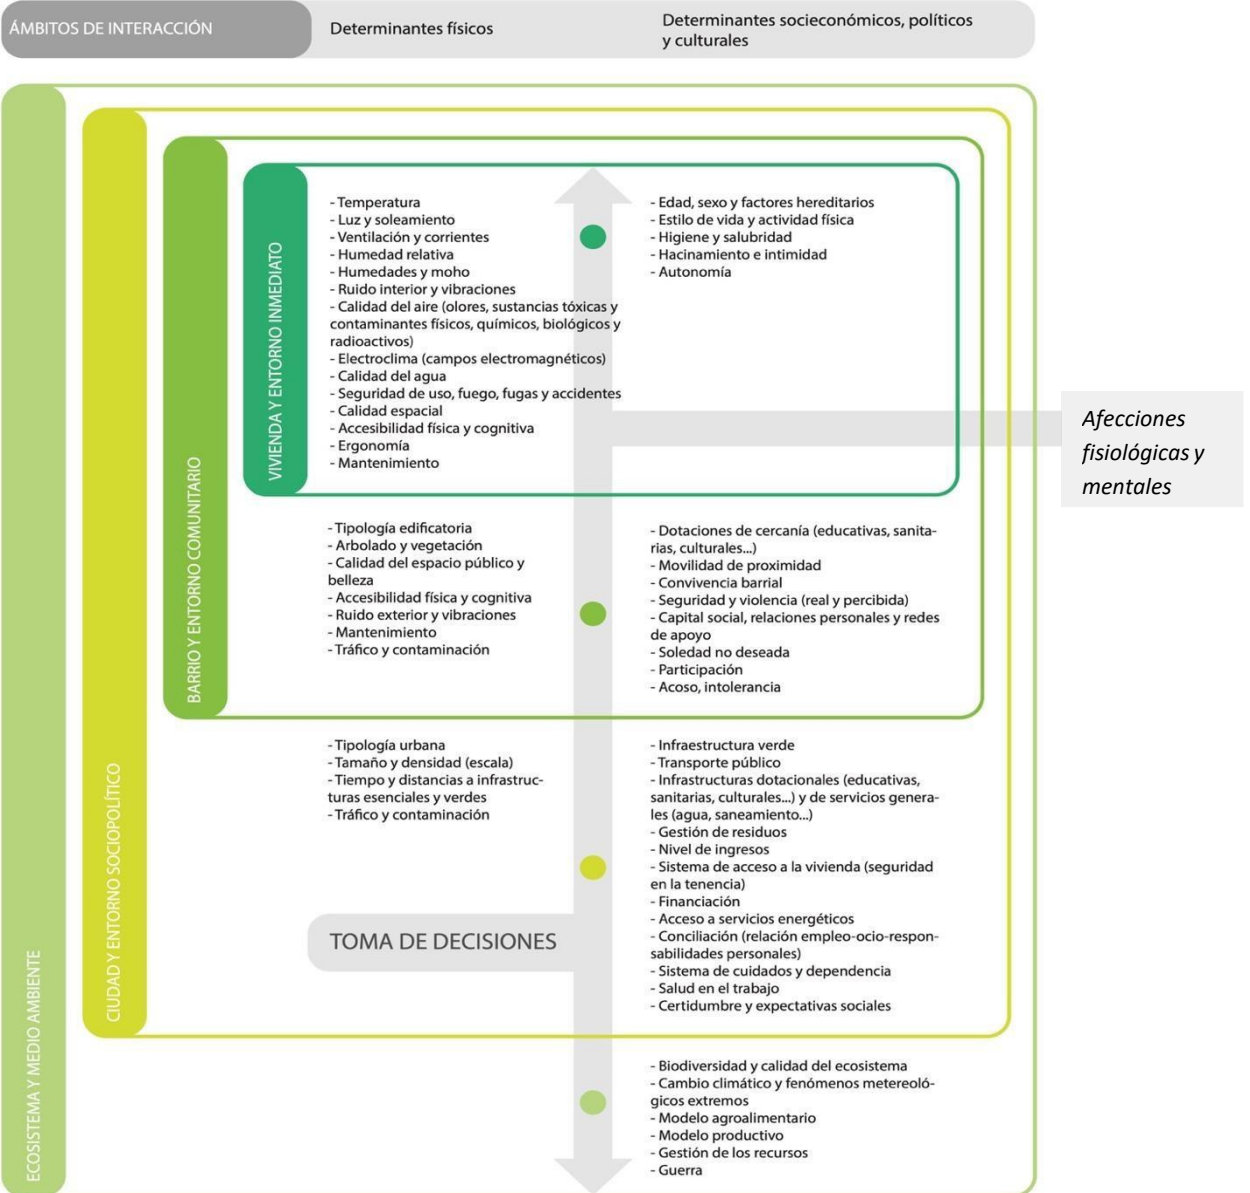 ÁMBITOS DE INTERACCIÓN
Determinantes físicos
Determinantes socioeconómicos, políticos
y culturales
VIVIENDA Y ENTORNO INMEDIATO
- Temperatura
- Luz y soleamiento
- Ventilación y corrientes
- Humedad relativa
- Humedades y moho
- Ruido interior y vibraciones
- Calidad del aire (olores, sustancias tóxicas y
contaminantes físicos, químicos, biológicos y
radioactivos)
- Electroclima (campos electromagnéticos)
- Calidad del agua
- Seguridad de uso, fuego, fugas y accidentes
- Calidad espacial
- Accesibilidad física y cognitiva
- Ergonomía
- Mantenimiento
- Edad, sexo y factores hereditarios
- Estilo de vida y actividad física
- Higiene y salubridad
- Hacinamiento e intimidad
- Autonomía
Afecciones
fisiológicas y
mentales
BARRIO Y ENTORNO COMUNITARIO
- Tipología edificatoria
- Arbolado y vegetación
- Calidad del espacio público y
belleza
- Accesibilidad física y cognitiva
- Ruido exterior y vibraciones
- Mantenimiento
- Tráfico y contaminación
- Dotaciones de cercanía (educativas, sanita-
rias, culturales...)
- Movilidad de proximidad
- Convivencia barrial
- Seguridad y violencia (real y percibida)
- Capital social, relaciones personales y redes
de apoyo
- Soledad no deseada
- Participación
- Acoso, intolerancia
CIUDAD Y ENTORNO SOCIOPOLÍTICO
- Tipología urbana
- Tamaño y densidad (escala)
- Tiempo y distancias a infrastruc-
turas esenciales y verdes
- Tráfico y contaminación
TOMA DE DECISIONES
- Infraestructura verde
- Transporte público
- Infrastructuras dotacionales (educativas,
sanitarias, culturales...) y de servicios genera-
les (agua, saneamiento...)
- Gestión de residuos
- Nivel de ingresos
- Sistema de acceso a la vivienda (seguridad
en la tenencia)
- Financiación
- Acceso a servicios energéticos
- Conciliación (relación empleo-ocio-respon-
sabilidades personales)
- Sistema de cuidados y dependencia
- Salud en el trabajo
- Certidumbre y expectativas sociales
ECOSISTEMA Y MEDIO AMBIENTE
- Biodiversidad y calidad del ecosistema
- Cambio climático y fenómenos metereoló-
gicos extremos
- Modelo agroalimentario
- Modelo productivo
- Gestión de los recursos
- Guerra